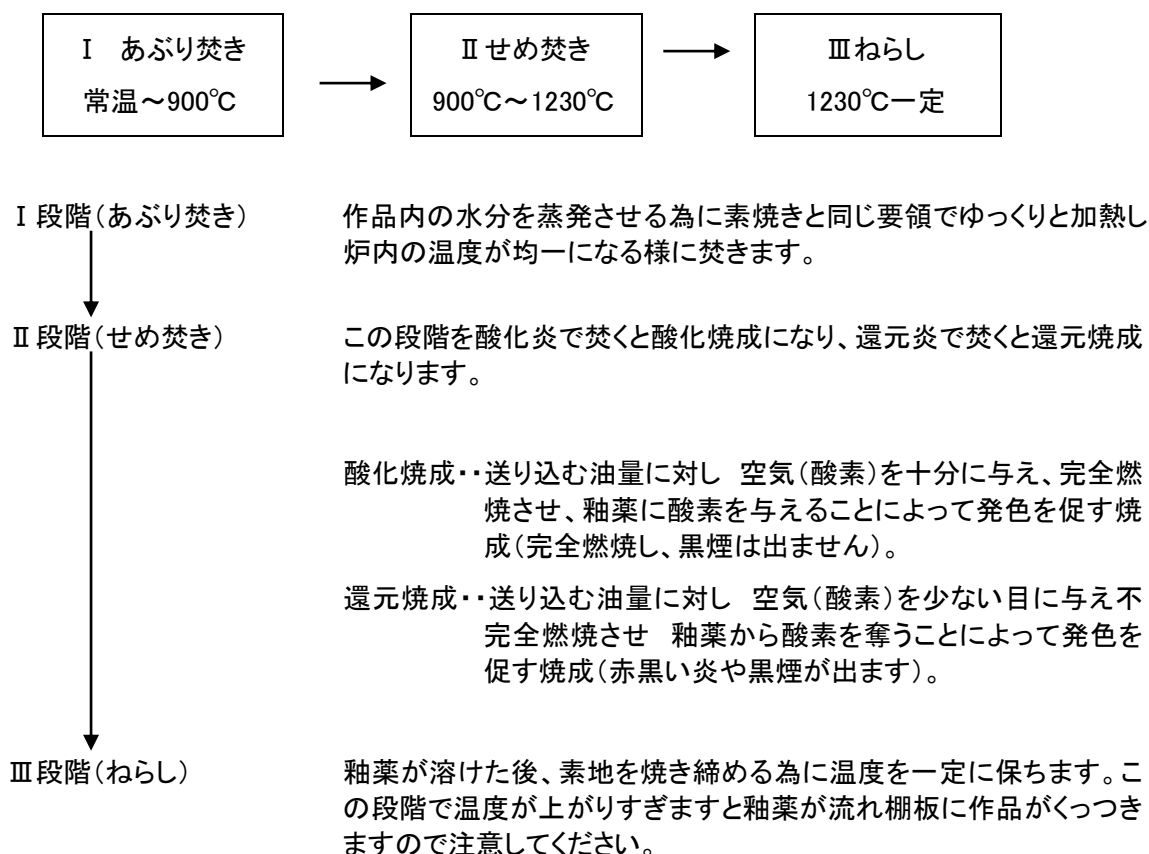 Ⅰ　あぶり焚き
常温～900℃
Ⅱせめ焚き
900℃～1230℃
Ⅲねらし
1230℃一定
Ⅰ段階（あぶり焚き）
作品内の水分を蒸発させる為に素焼きと同じ要領でゆっくりと加熱し
炉内の温度が均一になる様に焚きます。
Ⅱ段階（せめ焚き）
この段階を酸化炎で焚くと酸化焼成になり、還元炎で焚くと還元焼成
になります。
酸化焼成・・送り込む油量に対し　空気（酸素）を十分に与え、完全燃
焼させ、釉薬に酸素を与えることによって発色を促す焼
成（完全燃焼し、黒煙は出ません）。
還元焼成・・送り込む油量に対し　空気（酸素）を少ない目に与え不
完全燃焼させ　釉薬から酸素を奪うことによって発色を
促す焼成（赤黒い炎や黒煙が出ます）。
Ⅲ段階（ねらし）
釉薬が溶けた後、素地を焼き締める為に温度を一定に保ちます。こ
の段階で温度が上がりすぎますと釉薬が流れ棚板に作品がくっつき
ますので注意してください。